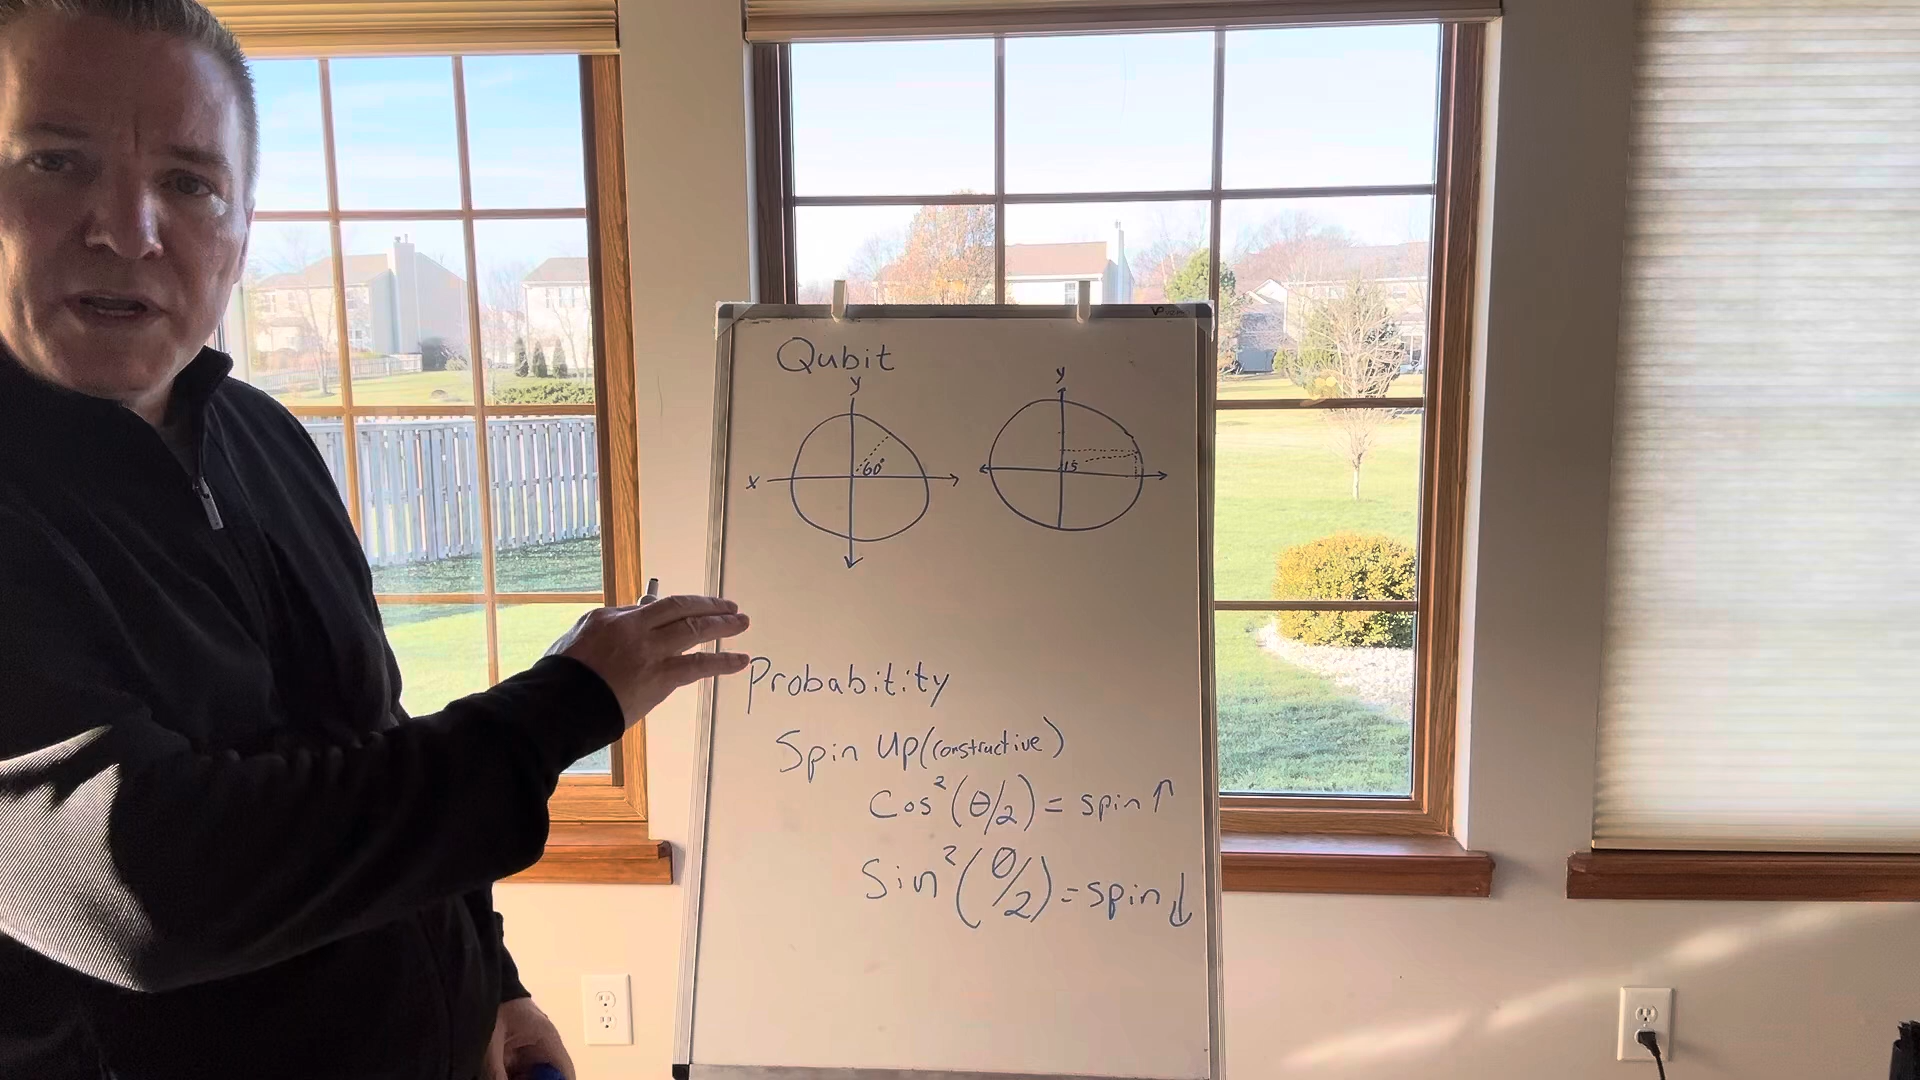 Qubit
y
y
60°
15
x
Probability
Spin Up (constructive)
Cos²(θ/2) = spin↑
Sin²(θ/2) = spin↓